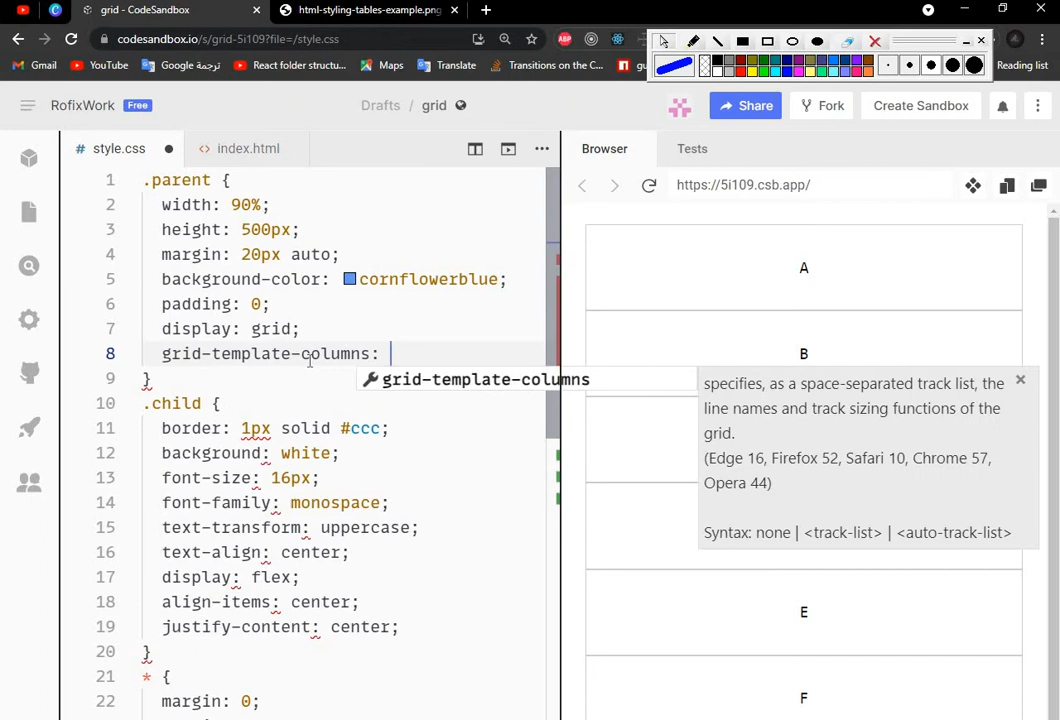 grid - CodeSandbox
html-styling-tables-example.png
codesandbox.io/s/grid-5i109?file=/style.css
ABP
Gmail
YouTube
Google ترجمة
React folder structu...
Maps
Translate
Transitions on the C...
Reading list
RofixWork Free
Drafts / grid
Share
Fork
Create Sandbox
# style.css
<> index.html
Browser
Tests
https://5i109.csb.app/
1 .parent {
2 width: 90%;
3 height: 500px;
4 margin: 20px auto;
5 background-color: cornflowerblue;
6 padding: 0;
7 display: grid;
8 grid-template-columns:
9 }
10 .child {
11 border: 1px solid #ccc;
12 background: white;
13 font-size: 16px;
14 font-family: monospace;
15 text-transform: uppercase;
16 text-align: center;
17 display: flex;
18 align-items: center;
19 justify-content: center;
20 }
21 * {
22 margin: 0;
grid-template-columns
specifies, as a space-separated track list, the
line names and track sizing functions of the
grid.
(Edge 16, Firefox 52, Safari 10, Chrome 57,
Opera 44)
Syntax: none | <track-list> | <auto-track-list>
A
B
E
F